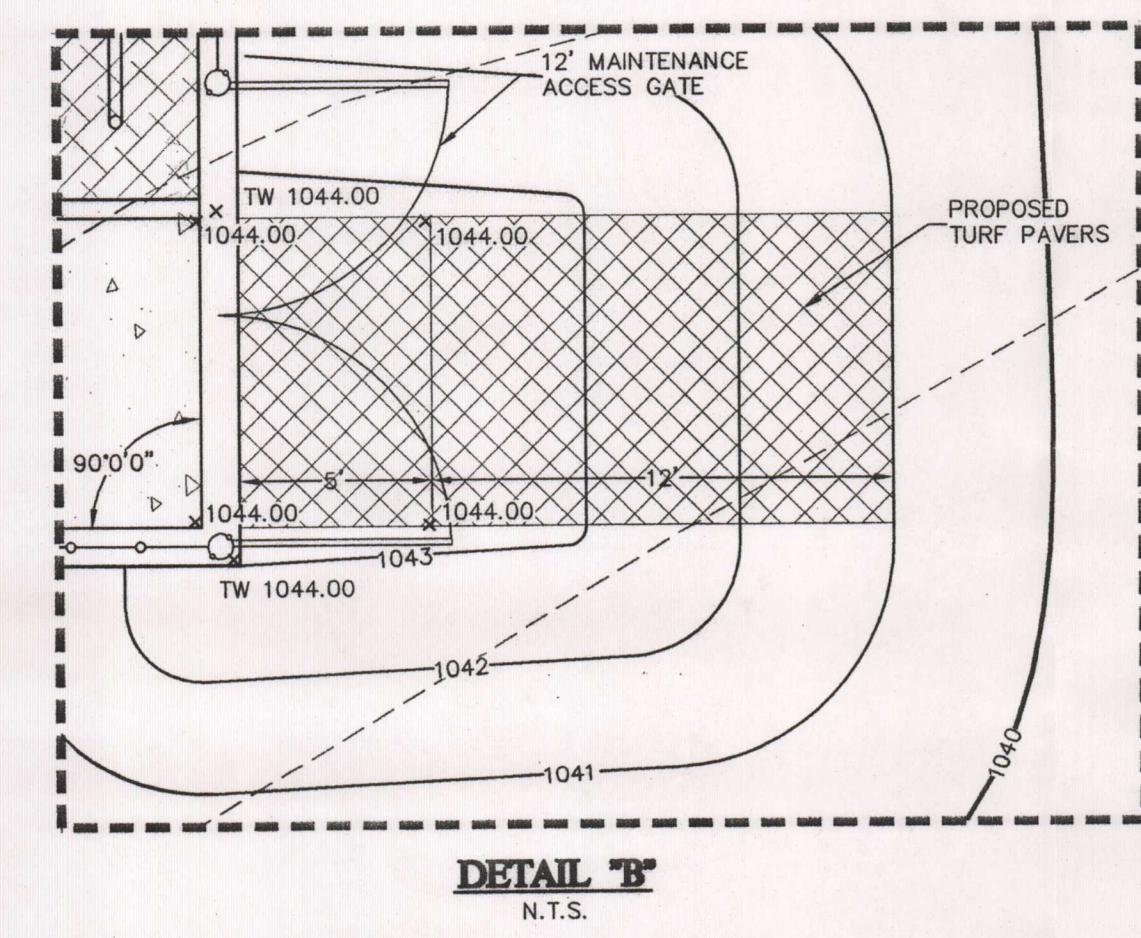 12' MAINTENANCE
ACCESS GATE
TW 1044.00
1044.00
1044.00
PROPOSED
TURF PAVERS
90°0'0"
5'
12'
1044.00
1044.00
1043
TW 1044.00
1042
1041
1040
DETAIL "B"
N.T.S.